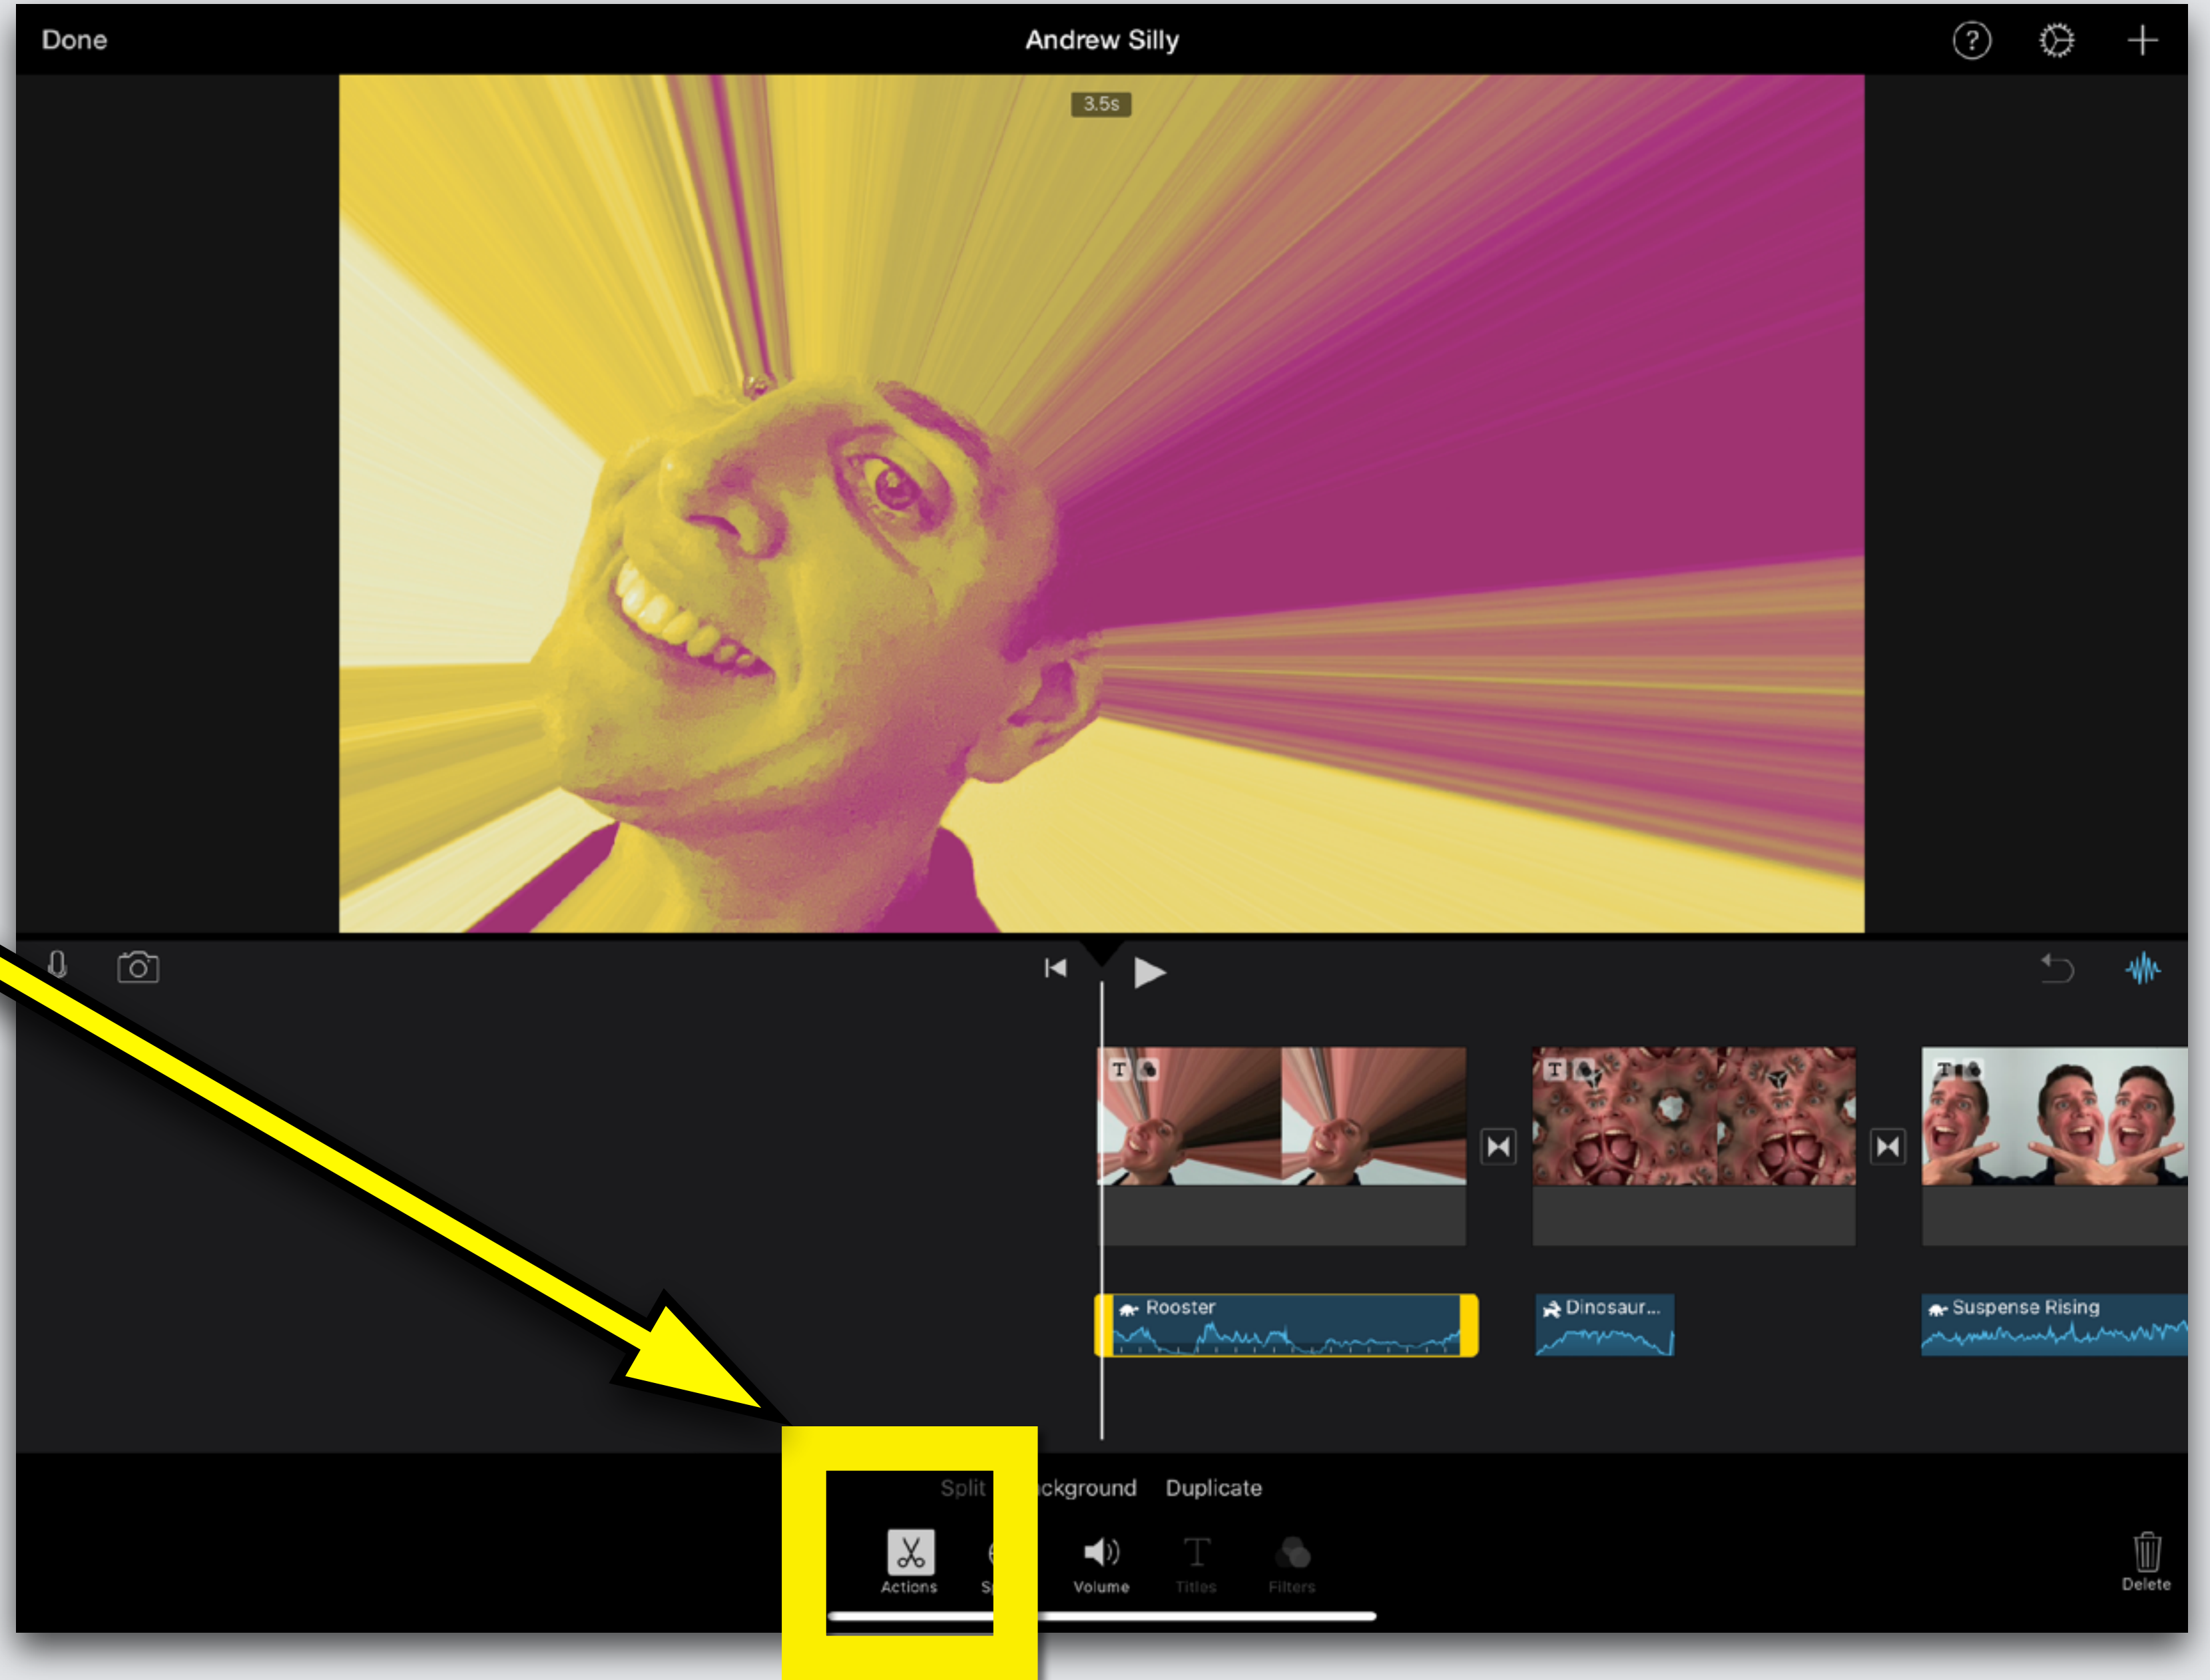 Done
Andrew Silly
?
3.5s
T
T
T
Rooster
Dinosaur...
Suspense Rising
Split
ckground
Duplicate
Actions
S
Volume
T
Titles
Filters
Delete